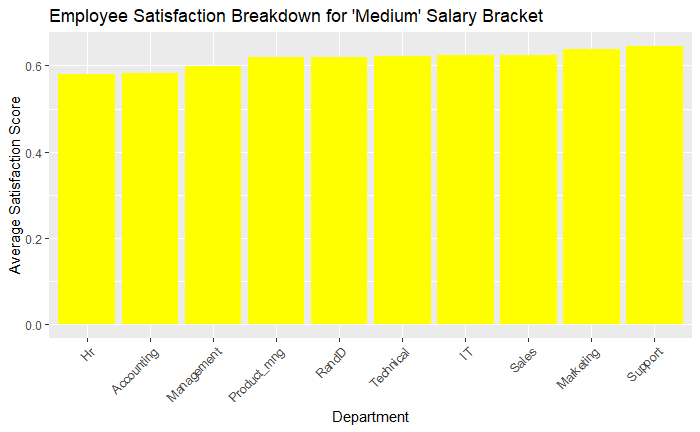 Employee Satisfaction Breakdown for 'Medium' Salary Bracket
Average Satisfaction Score
0.6
0.4
0.2
0.0
Hr
Accounting
Management
Product_mng
RandD
Technical
IT
Sales
Marketing
Support
Department